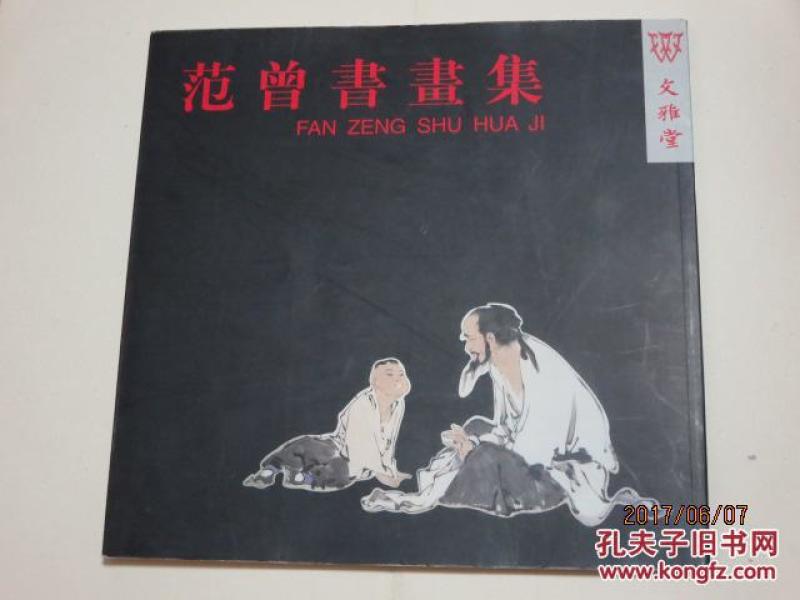 范曾書畫集
FAN ZENG SHU HUA JI
文雅堂
2017/06/07
孔夫子旧书网
www.kongfz.com